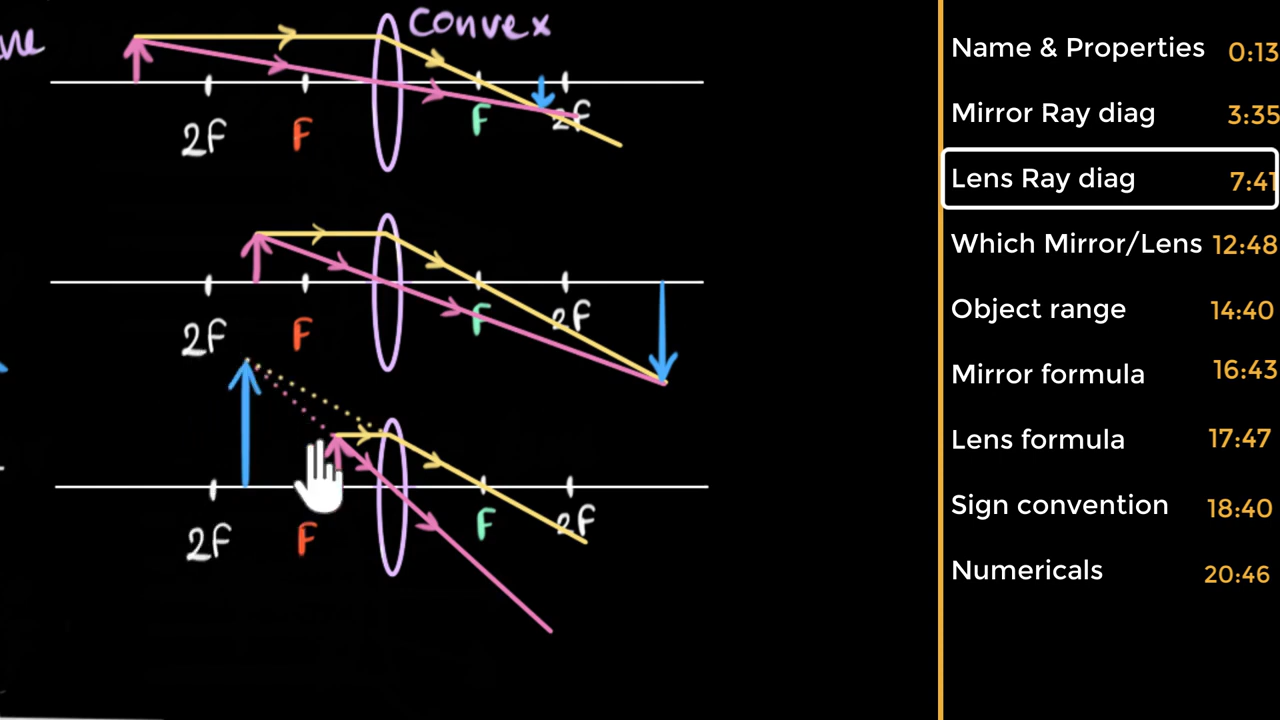 Convex
2F F F 2F
2F F F 2F
2F F F 2F
Name & Properties 0:13
Mirror Ray diag 3:35
Lens Ray diag 7:41
Which Mirror/Lens 12:48
Object range 14:40
Mirror formula 16:43
Lens formula 17:47
Sign convention 18:40
Numericals 20:46